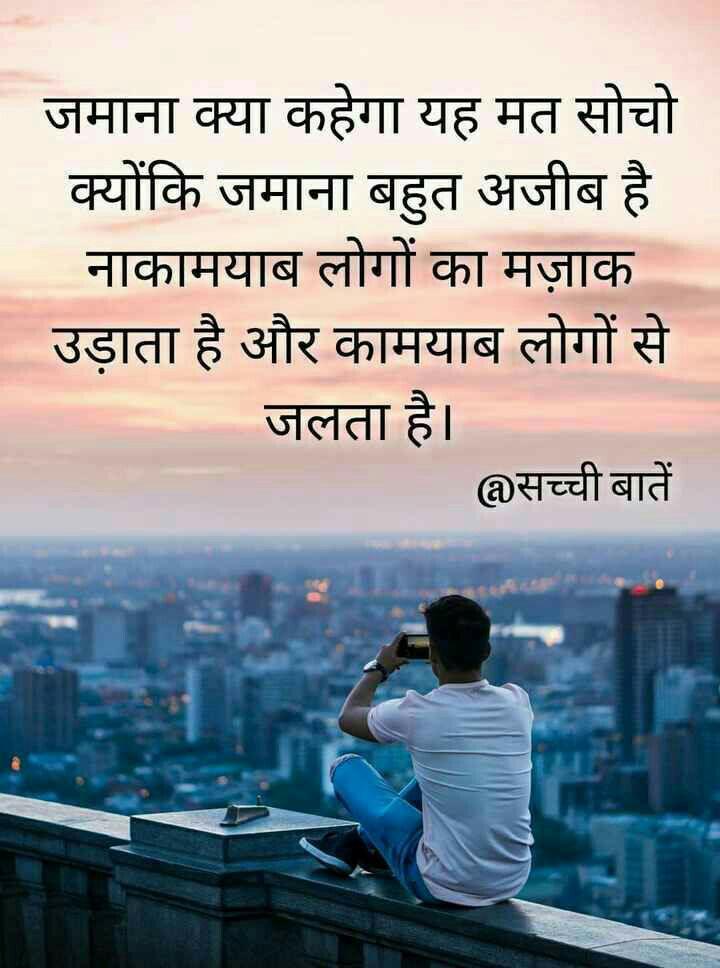 जमाना क्या कहेगा यह मत सोचो
क्योंकि जमाना बहुत अजीब है
नाकामयाब लोगों का मज़ाक
उड़ाता है और कामयाब लोगों से
जलता है।
@सच्ची बातें